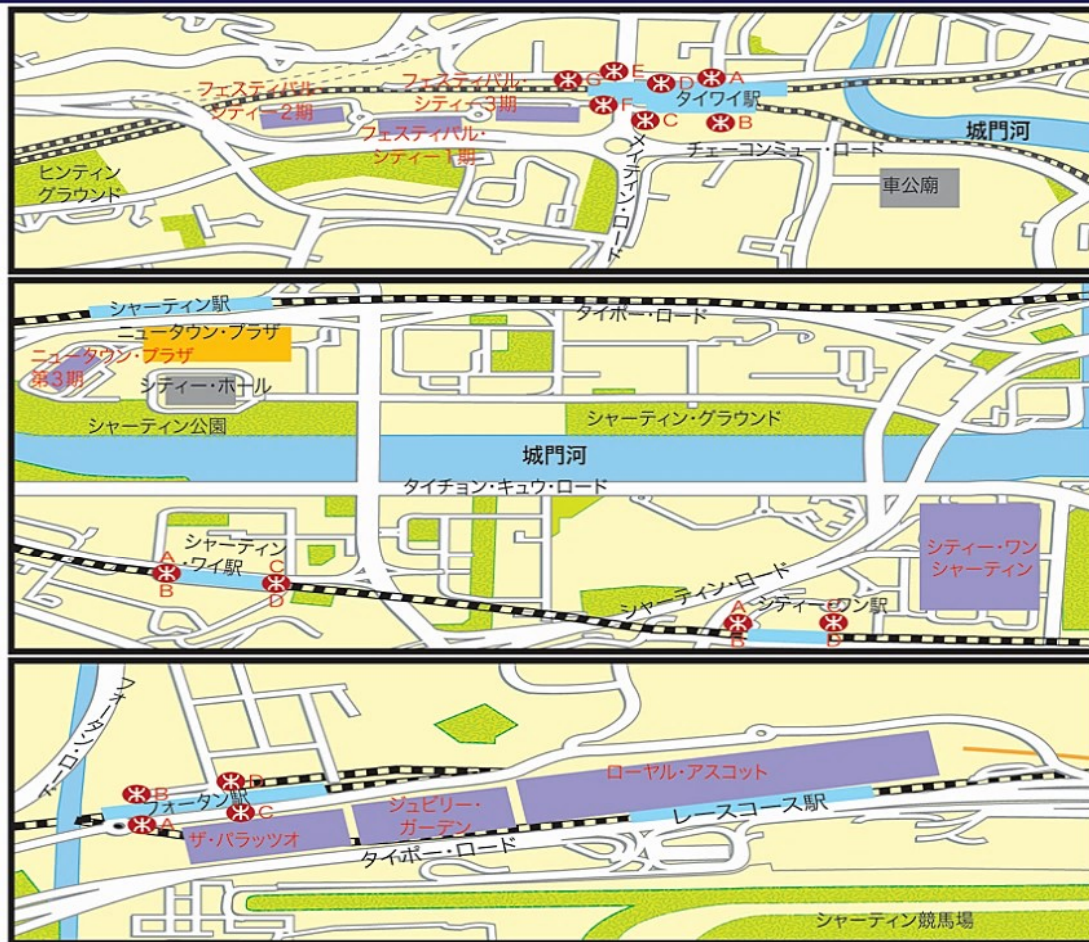 フェスティバル・
シティー2期
フェスティバル・
シティー3期
フェスティバル・
シティー1期
G
E
D
A
F
C
B
タイワイ駅
城門河
チェーコンミュー・ロード
車公廟
メイティン・ロード
ヒンティン
グラウンド
シャーティン駅
ニュータウン・プラザ
ニュータウン・プラザ
第3期
シティー・ホール
タイポー・ロード
シャーティン公園
シャーティン・グラウンド
城門河
タイチョン・キュウ・ロード
シャーティン
・ワイ駅
A
B
C
D
シャーティン・ロード
シティー・ワン
シャーティン
シティー・ワン駅
A
B
C
D
フォータン・ロード
B
D
フォータン駅
A
C
ザ・パラッツオ
ジュビリー・
ガーデン
ローヤル・アスコット
レースコース駅
タイポー・ロード
シャーティン競馬場